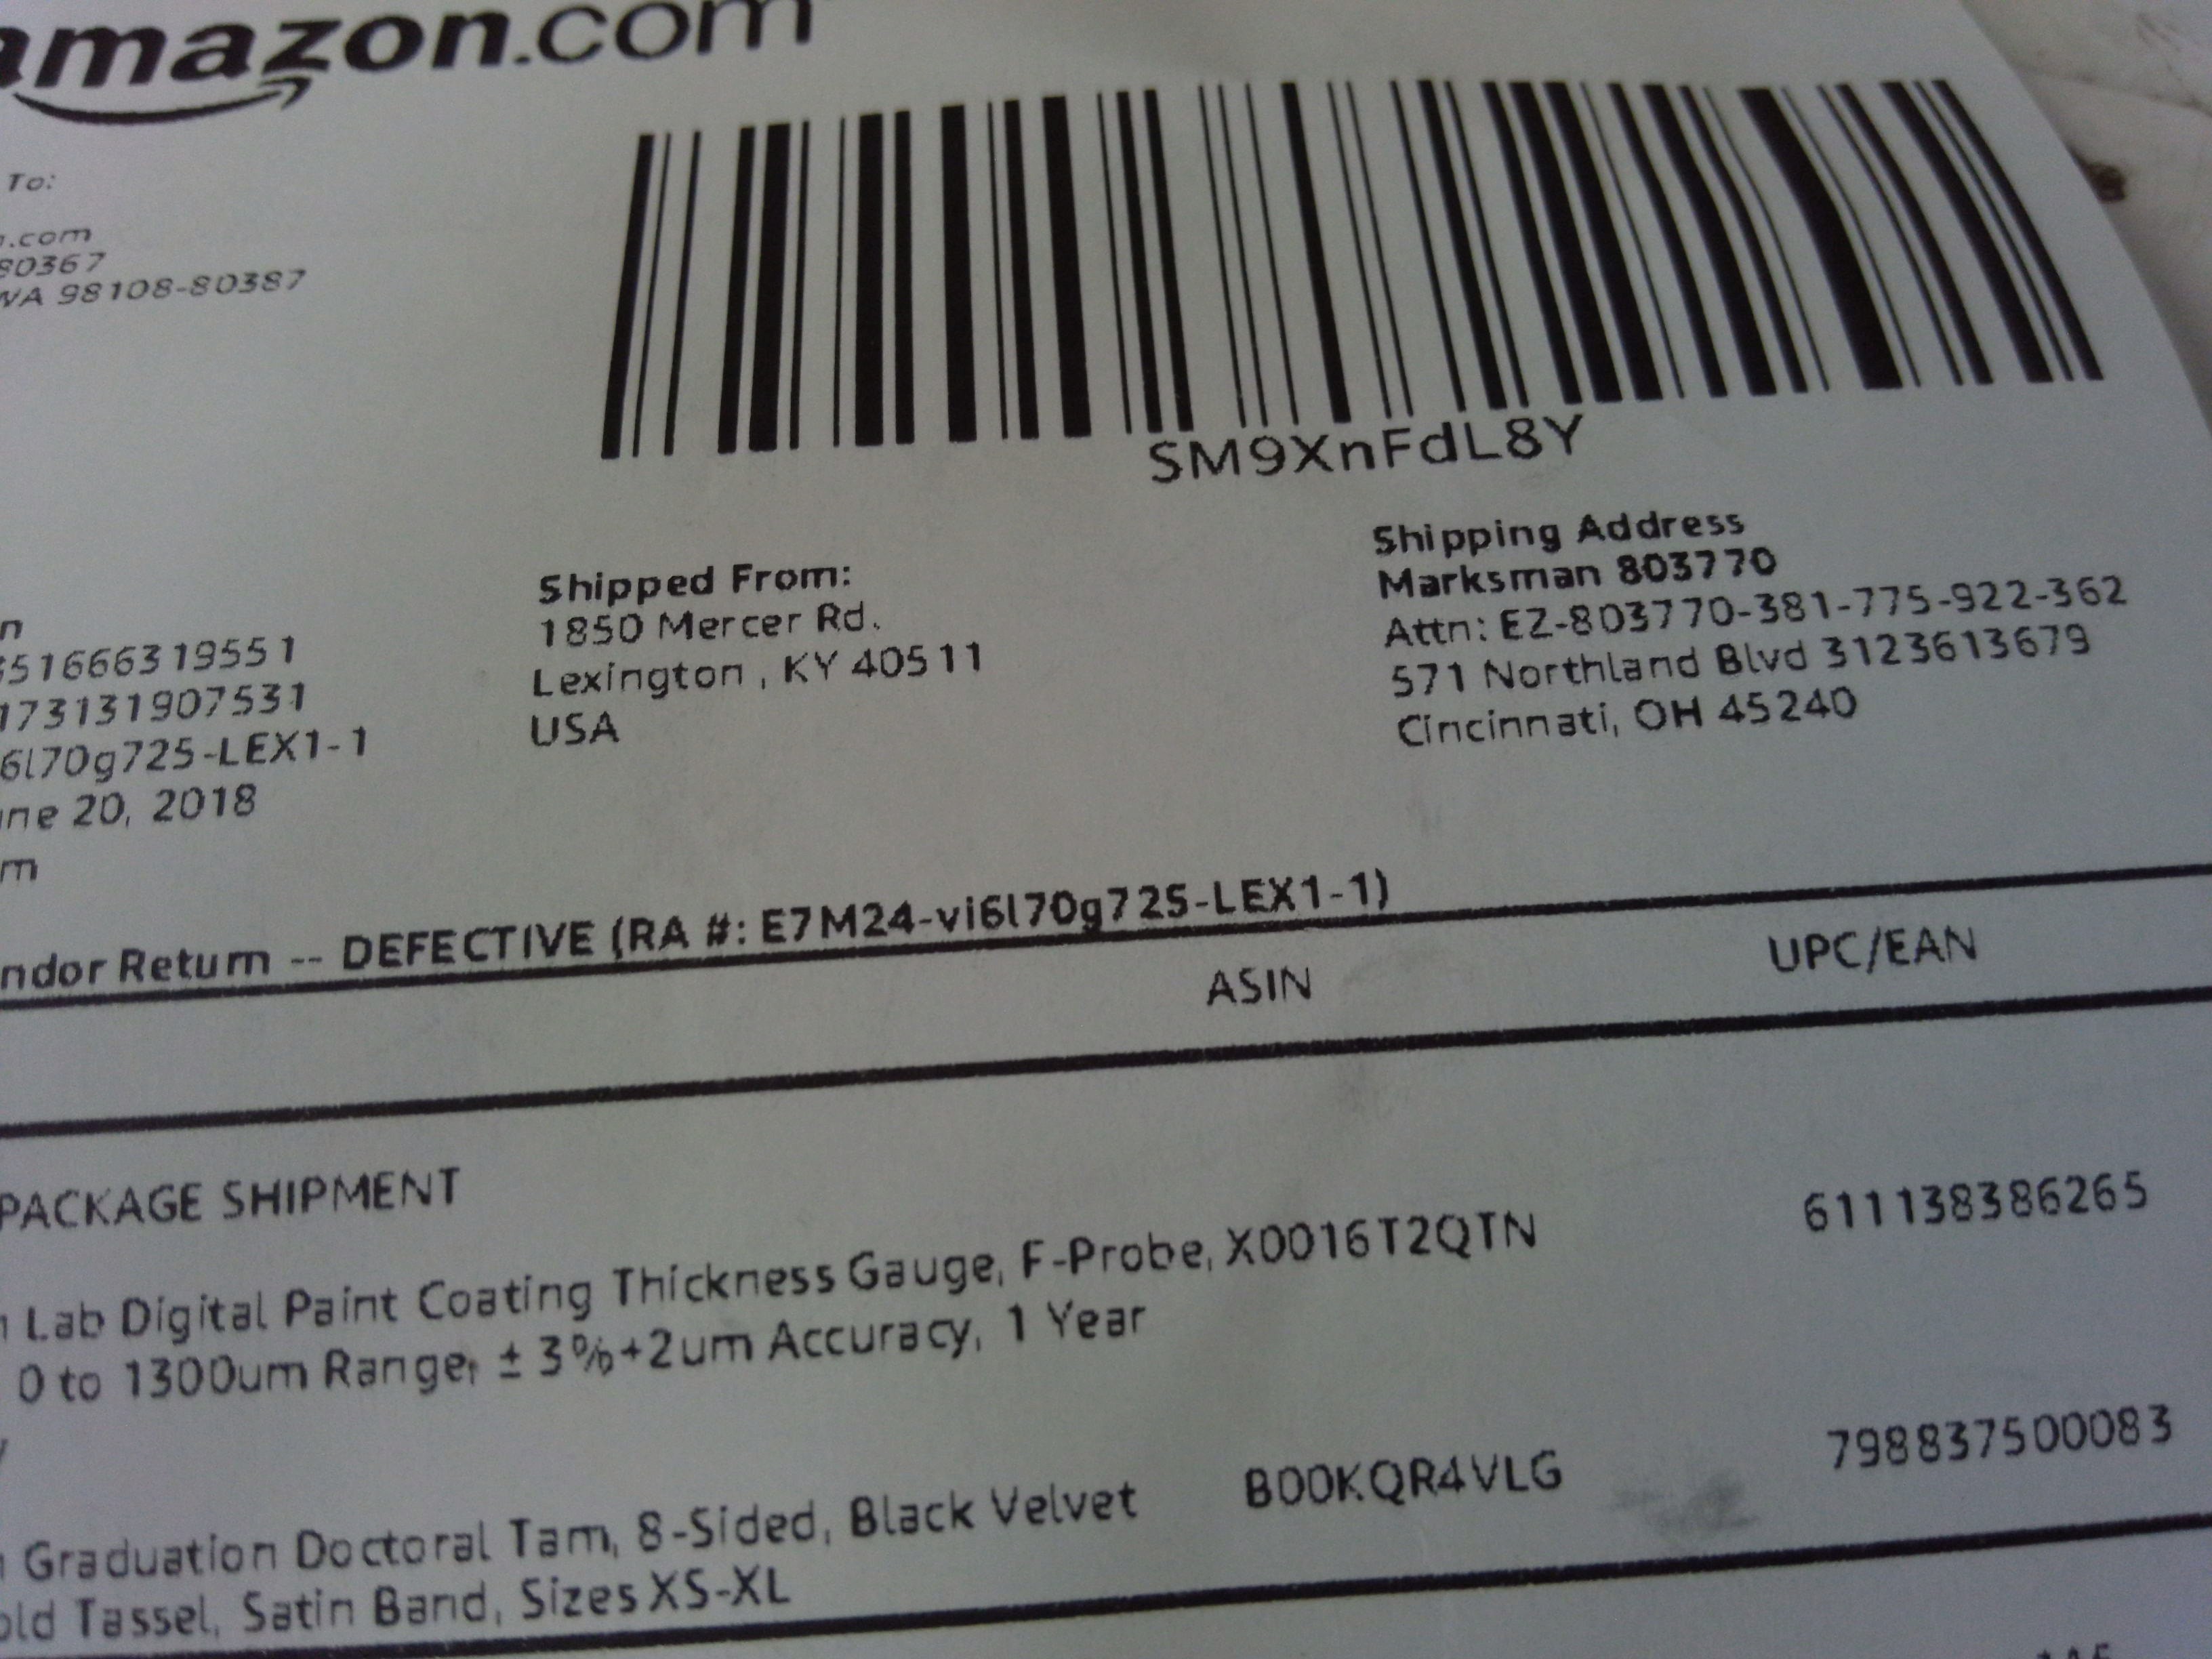 amazon.com
To:
.com
80367
WA 98108-80387
SM9XnFdL8Y
Shipped From:
1850 Mercer Rd.
Lexington , KY 40511
USA
Shipping Address
Marksman 803770
Attn: EZ-803770-381-775-922-362
571 Northland Blvd 3123613679
Cincinnati, OH 45240
n
51666319551
173131907531
6l70g725-LEX1-1
une 20, 2018
m
ndor Return -- DEFECTIVE (RA #: E7M24-vi6l70g725-LEX1-1)
ASIN UPC/EAN
PACKAGE SHIPMENT
Lab Digital Paint Coating Thickness Gauge, F-Probe, X0016T2QTN 611138386265
0 to 1300um Range, ± 3%+2um Accuracy, 1 Year
y
Graduation Doctoral Tam, 8-Sided, Black Velvet B00KQR4VLG 798837500083
old Tassel, Satin Band, Sizes XS-XL